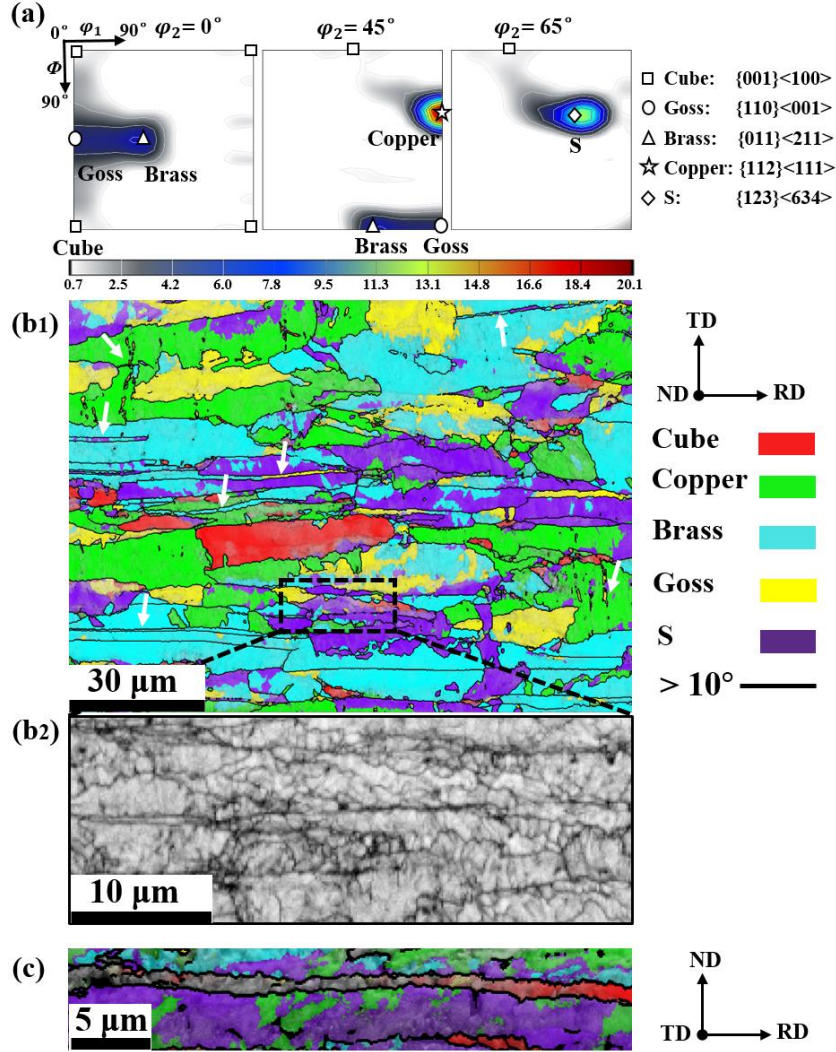 (a)
0° φ1 90° φ2= 0° φ2= 45° φ2= 65°
Φ
90°
Goss Brass
Cube
Copper
Brass Goss
S
Cube: {001}<100>
Goss: {110}<001>
Brass: {011}<211>
Copper: {112}<111>
S: {123}<634>
0.7 2.5 4.2 6.0 7.8 9.5 11.3 13.1 14.8 16.6 18.4 20.1
(b1)
30 μm
TD
ND RD
Cube
Copper
Brass
Goss
S
> 10°
(b2)
10 μm
(c)
5 μm
ND
TD RD